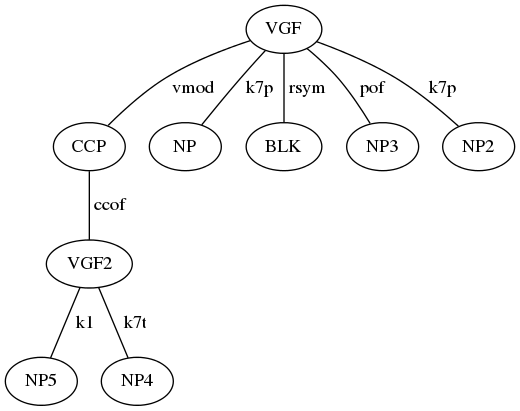 VGF
vmod k7p rsym pof k7p
CCP NP BLK NP3 NP2
ccof
VGF2
k1 k7t
NP5 NP4